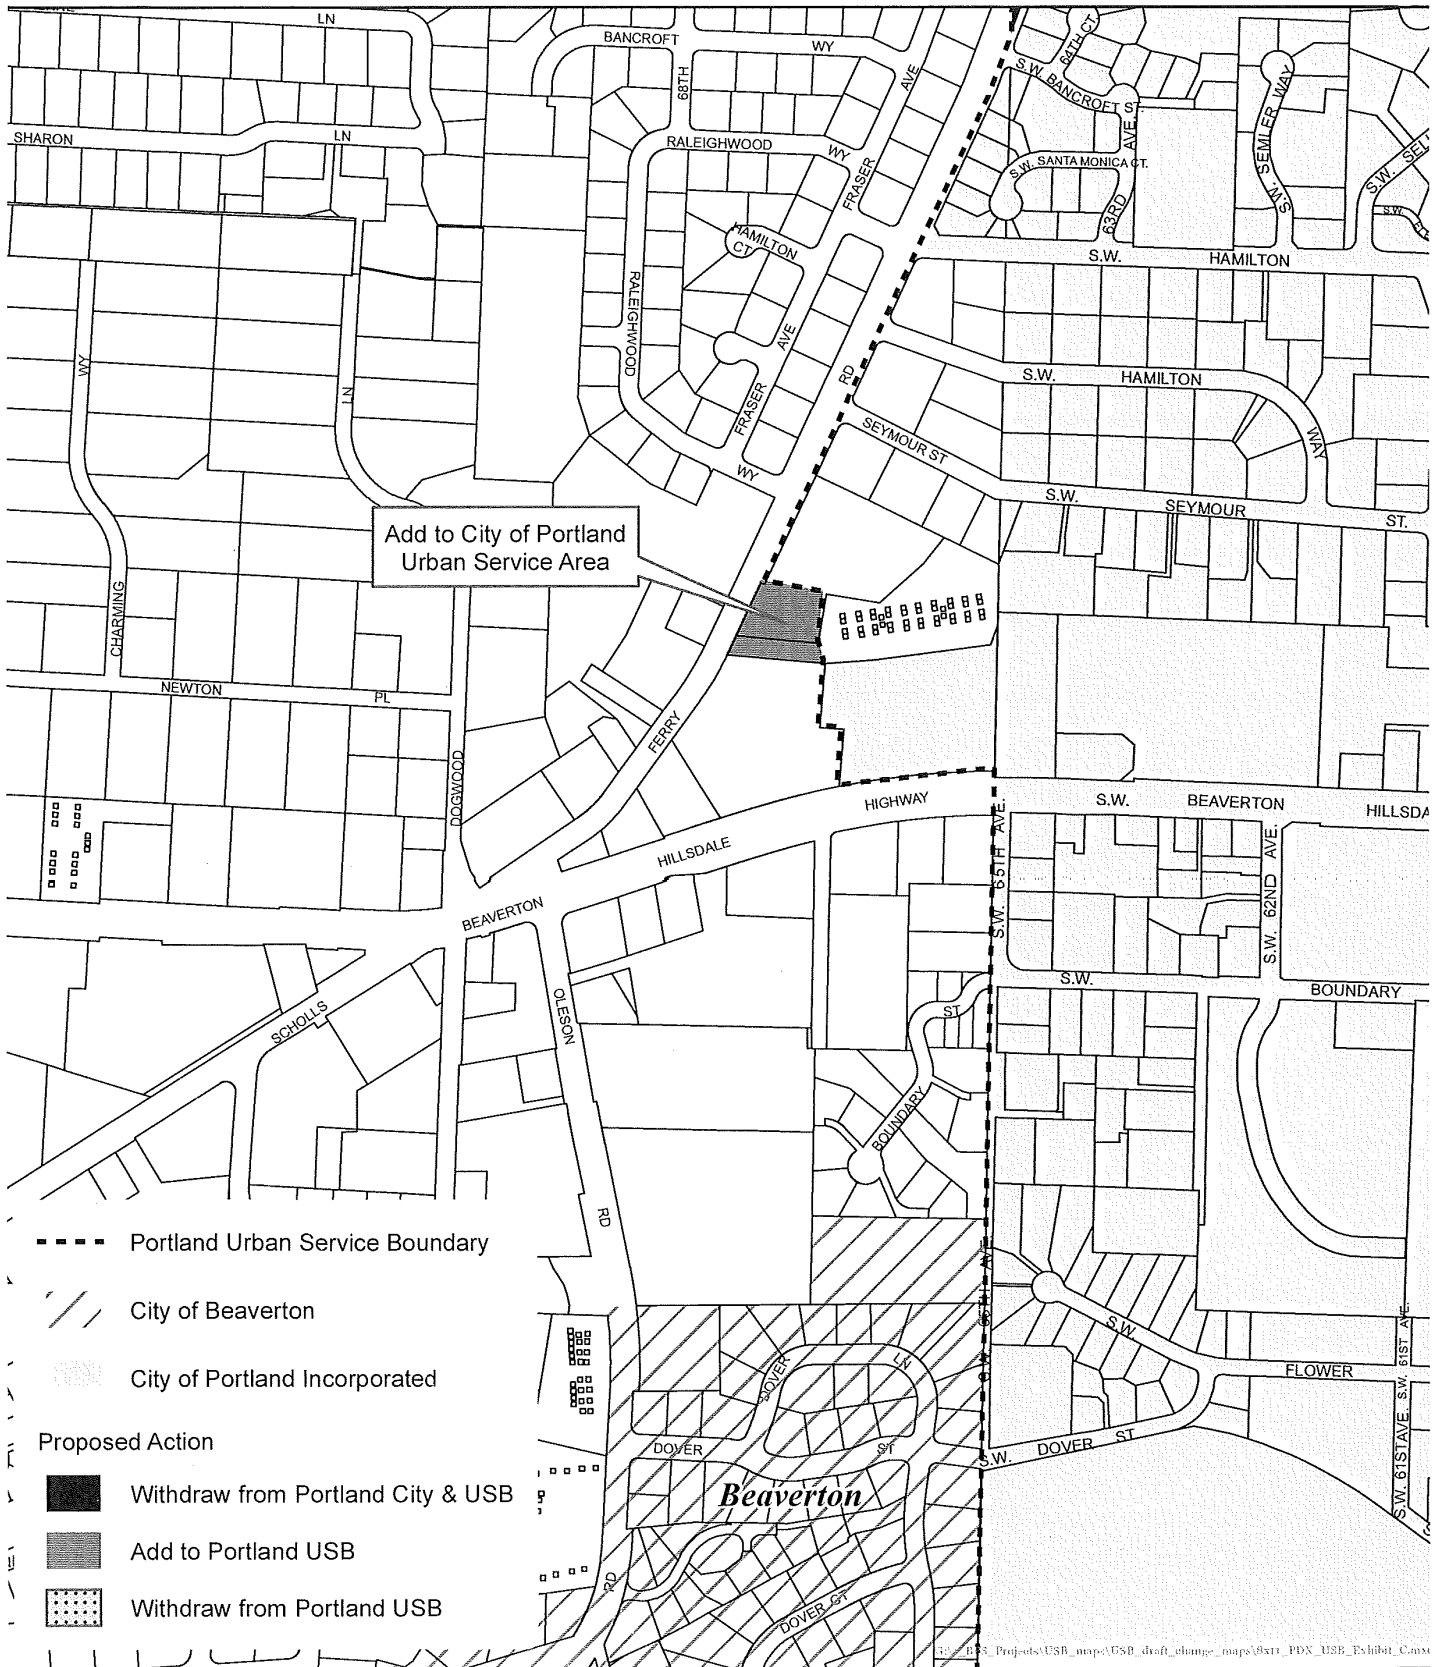 LN
BANCROFT
WY
68TH
AVE
64TH CT.
S.W. BANCROFT ST.
SHARON
LN
RALEIGHWOOD
WY
FRASER
AVE.
S.W. SANTA MONICA CT.
63RD
S.W. SEMLER WAY
S.W.
S.W.
HAMILTON
CT
S.W.
HAMILTON
RALEIGHWOOD
WY
LN
AVE
FRASER
RD
S.W.
HAMILTON
WAY
SEYMOUR ST
WY
S.W.
SEYMOUR
ST.
Add to City of Portland
Urban Service Area
CHARMING
NEWTON
PL
FERRY
DOGWOOD
HIGHWAY
HILLSDALE
BEAVERTON
S.W.
BEAVERTON
HILLSDA
S.W. 65TH AVE.
S.W. 62ND AVE.
S.W.
BOUNDARY
SCHOLLS
OLESON
ST
BOUNDARY
RD
Portland Urban Service Boundary
City of Beaverton
City of Portland Incorporated
Proposed Action
Withdraw from Portland City & USB
Add to Portland USB
Withdraw from Portland USB
S.W.
FLOWER
S.W. 61ST AVE.
DOVER
LN
DOVER
ST
S.W.
DOVER
ST
S.W. 61ST AVE.
Beaverton
RD
DOVER CT